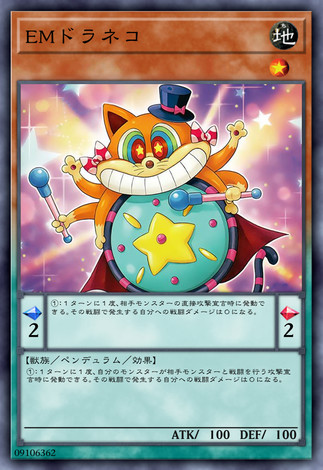 EMドラネコ
地
①:1ターンに1度、相手モンスターの直接攻撃宣言時に発動で
きる。その戦闘で発生する自分への戦闘ダメージは0になる。
2
2
【獣族/ペンデュラム/効果】
①:1ターンに1度、自分のモンスターが相手モンスターと戦闘を行う攻撃宣
言時に発動できる。その戦闘で発生する自分への戦闘ダメージは0になる。
ATK/ 100 DEF/ 100
09106362